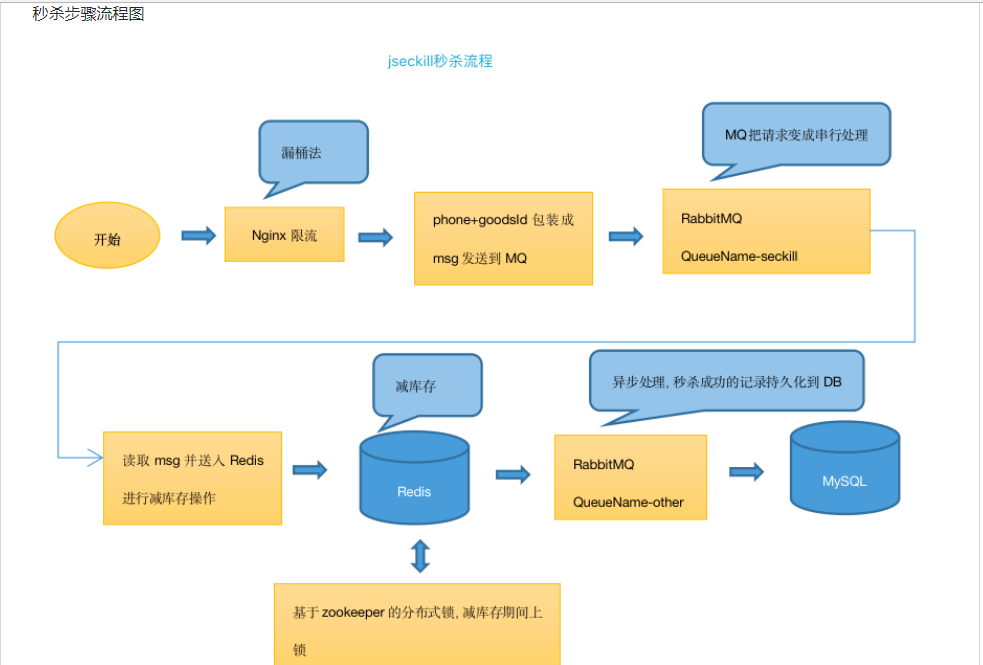 秒杀步骤流程图
jseckill秒杀流程
漏桶法
MQ把请求变成串行处理
开始
Nginx 限流
phone+goodsId 包装成
msg 发送到 MQ
RabbitMQ
QueueName-seckill
减库存
异步处理, 秒杀成功的记录持久化到 DB
读取 msg 并送入 Redis
进行减库存操作
Redis
RabbitMQ
QueueName-other
MySQL
基于 zookeeper 的分布式锁, 减库存期间上
锁